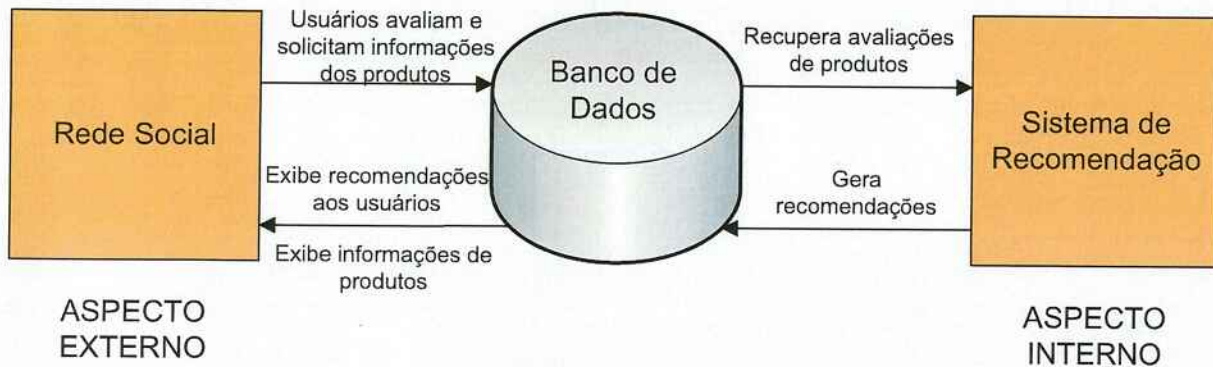 Rede Social
Usuários avaliam e
solicitam informações
dos produtos
Exibe recomendações
aos usuários
Exibe informações de
produtos
Banco de
Dados
Recupera avaliações
de produtos
Gera
recomendações
Sistema de
Recomendação
ASPECTO
EXTERNO
ASPECTO
INTERNO